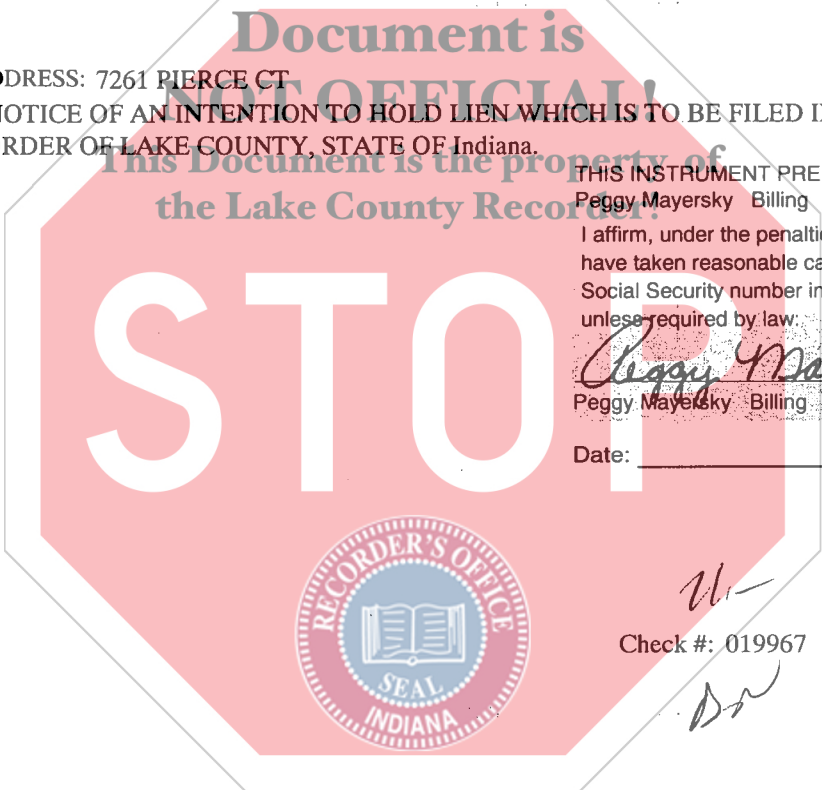 Document is
DDRESS: 7261 PIERCE CT
NOT OFFICIAL!
NOTICE OF AN INTENTION TO HOLD LIEN WHICH IS TO BE FILED I
RDER OF LAKE COUNTY, STATE OF Indiana.
This Document is the property of
the Lake County Recorder!
THIS INSTRUMENT PRE
Peggy Mayersky Billing
I affirm, under the penalti
have taken reasonable ca
Social Security number in
unless required by law:
STOP
Peggy Ma
Peggy Mayersky Billing
Date:
RECORDER'S OFFICE
SEAL
INDIANA
Check #: 019967